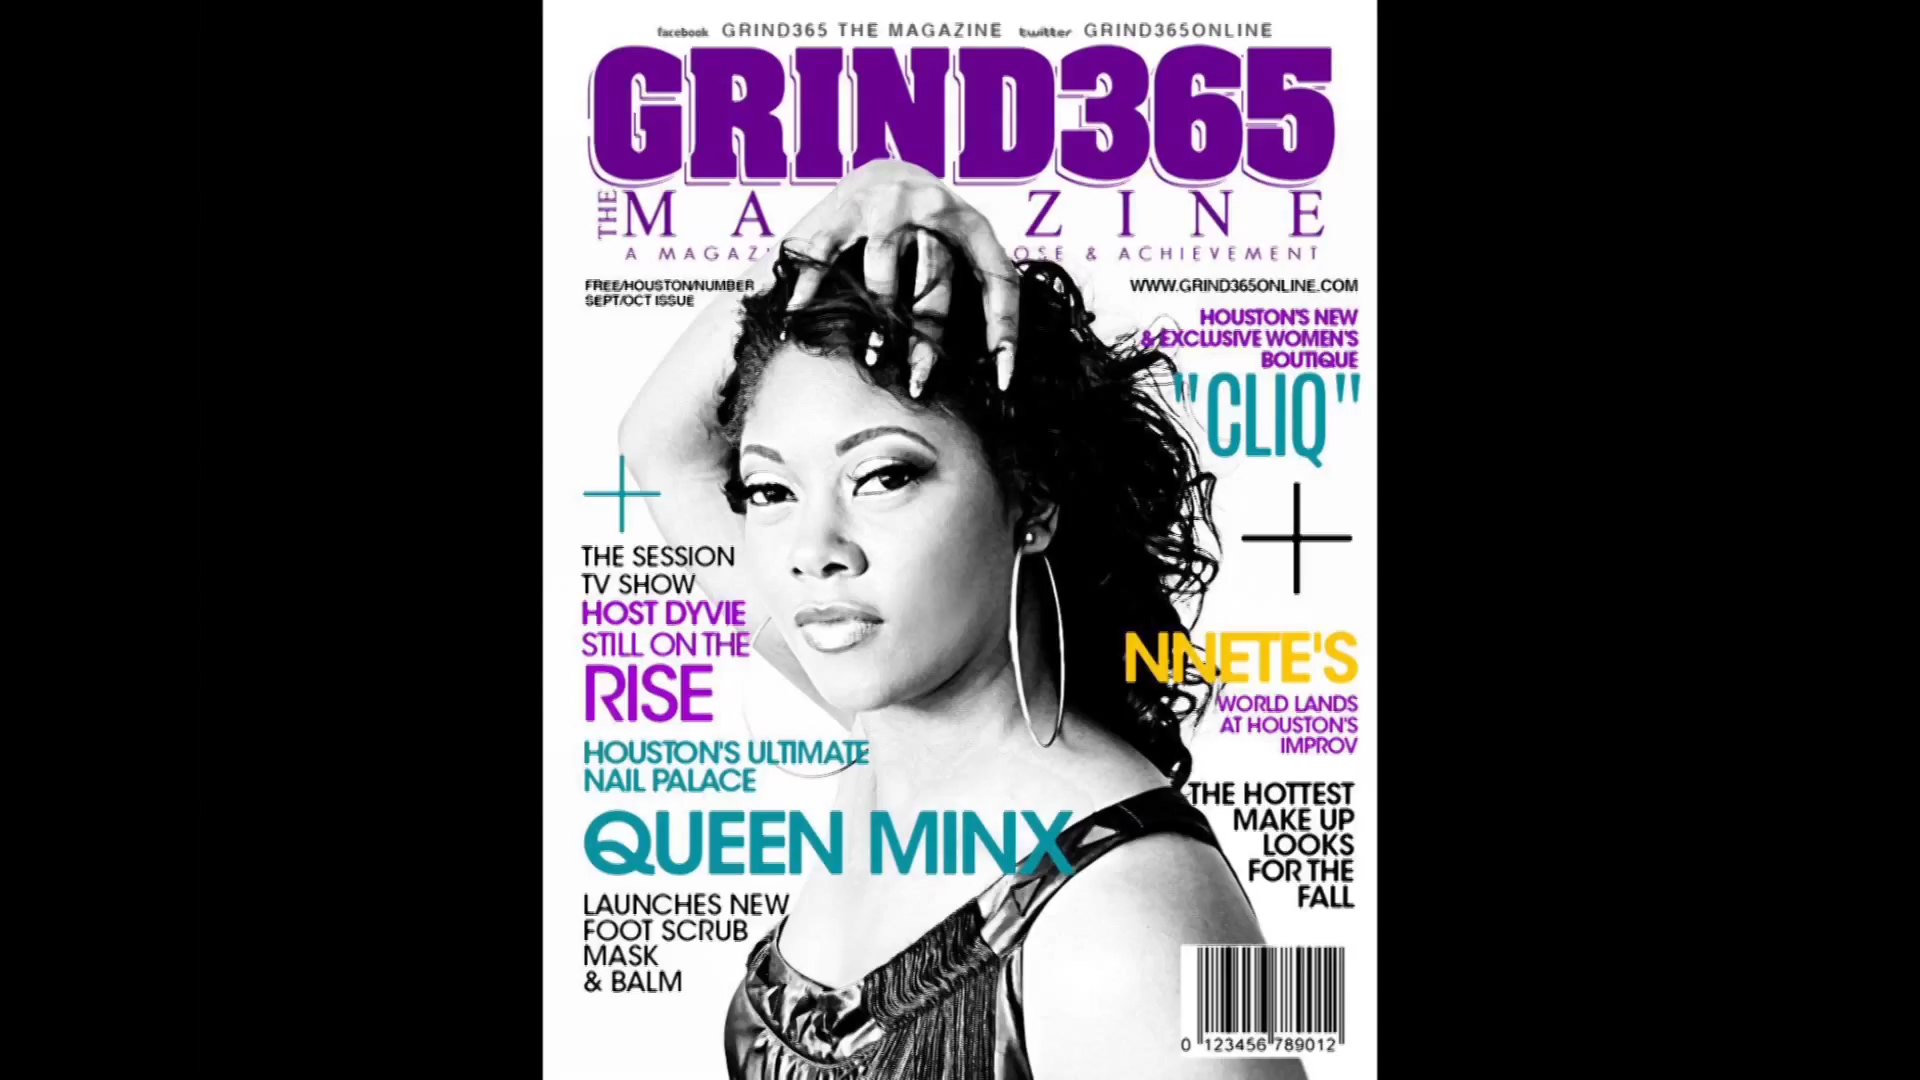 facebook GRIND365 THE MAGAZINE twitter GRIND365ONLINE
GRIND365
THE MA ZINE
A MAGAZ OSE & ACHIEVEMENT
FREE/HOUSTON/NUMBER
SEPT/OCT ISSUE
WWW.GRIND365ONLINE.COM
HOUSTON'S NEW
& EXCLUSIVE WOMEN'S
BOUTIQUE
"CLIQ"
THE SESSION
TV SHOW
HOST DYVIE
STILL ON THE
RISE
HOUSTON'S ULTIMATE
NAIL PALACE
QUEEN MINX
LAUNCHES NEW
FOOT SCRUB
MASK
& BALM
NNETE'S
WORLD LANDS
AT HOUSTON'S
IMPROV
THE HOTTEST
MAKE UP
LOOKS
FOR THE
FALL
0 123456 789012